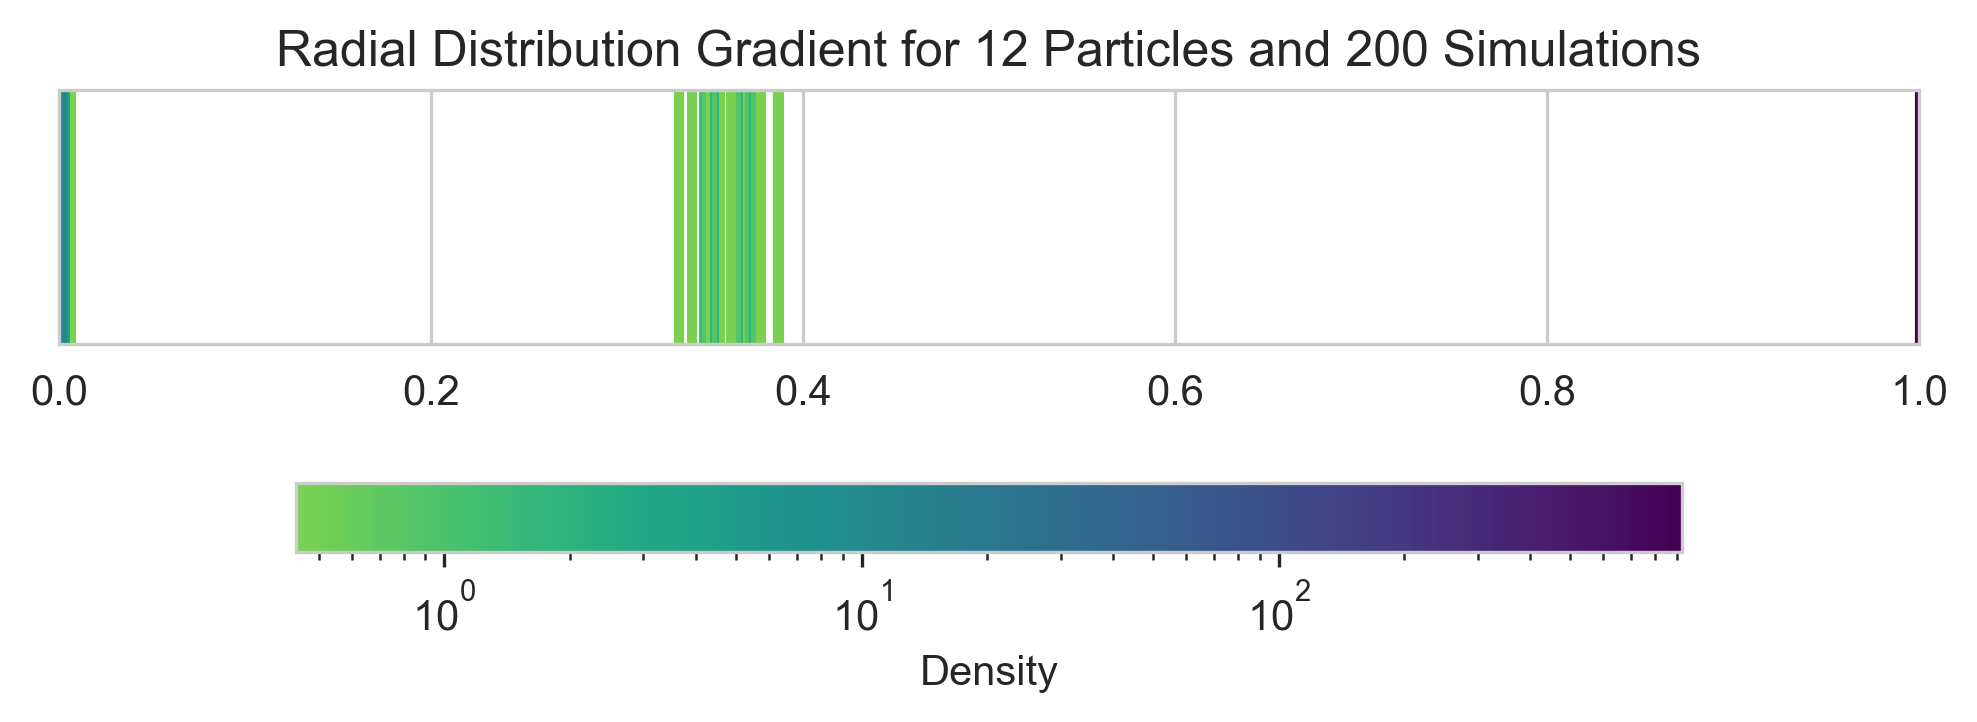 Radial Distribution Gradient for 12 Particles and 200 Simulations
0.0 0.2 0.4 0.6 0.8 1.0
10^0 10^1 10^2
Density